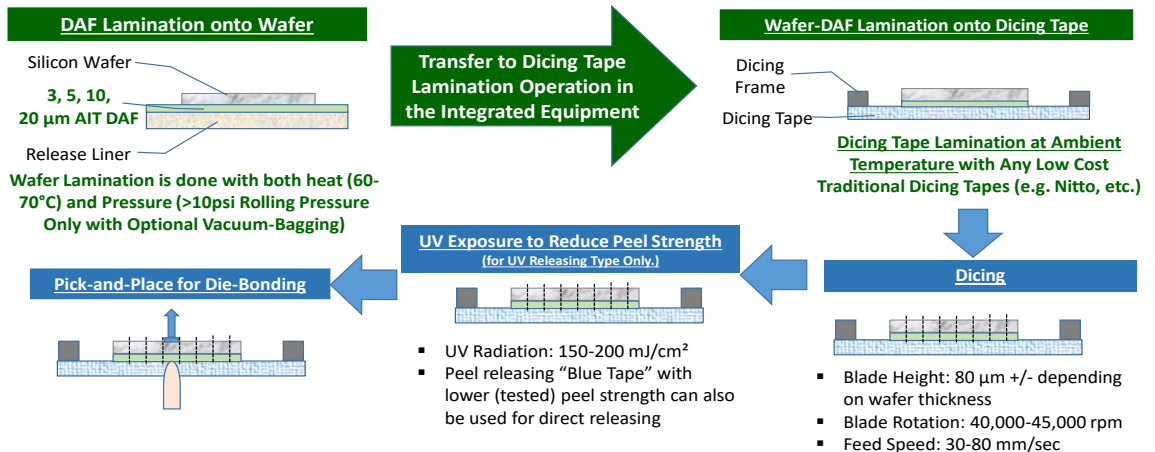 DAF Lamination onto Wafer
Silicon Wafer
3, 5, 10,
20 µm AIT DAF
Release Liner
Wafer Lamination is done with both heat (60-
70°C) and Pressure (>10psi Rolling Pressure
Only with Optional Vacuum-Bagging)
Transfer to Dicing Tape
Lamination Operation in
the Integrated Equipment
Wafer-DAF Lamination onto Dicing Tape
Dicing
Frame
Dicing Tape
Dicing Tape Lamination at Ambient
Temperature with Any Low Cost
Traditional Dicing Tapes (e.g. Nitto, etc.)
Dicing
▪ Blade Height: 80 µm +/- depending
on wafer thickness
▪ Blade Rotation: 40,000-45,000 rpm
▪ Feed Speed: 30-80 mm/sec
UV Exposure to Reduce Peel Strength
(for UV Releasing Type Only.)
▪ UV Radiation: 150-200 mJ/cm²
▪ Peel releasing “Blue Tape” with
lower (tested) peel strength can also
be used for direct releasing
Pick-and-Place for Die-Bonding